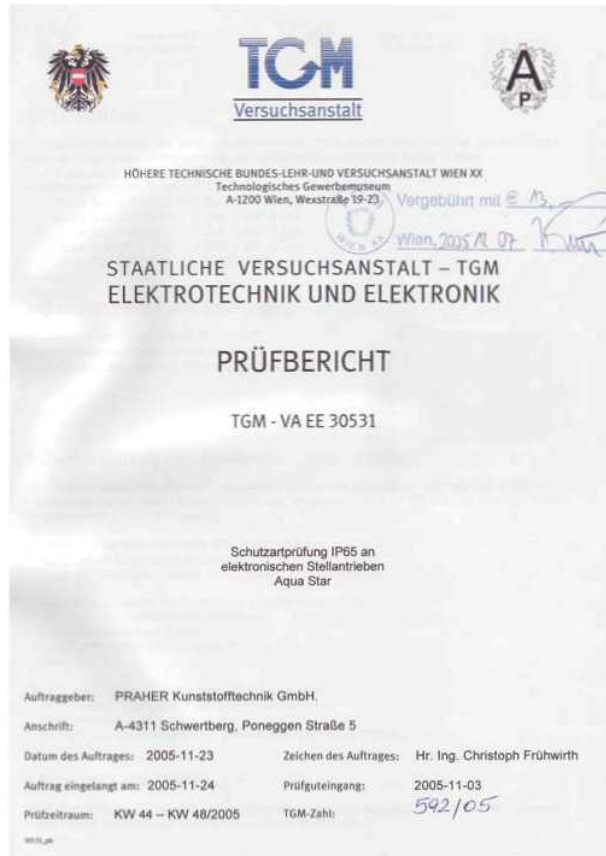 TGM
Versuchsanstalt
A
P
HÖHERE TECHNISCHE BUNDES-LEHR-UND VERSUCHSANSTALT WIEN XX
Technologisches Gewerbemuseum
A-1200 Wien, Wexstraße 19-23
Vergebührt mit € 13,
WIEN XX
Wien, 2005 12 07
STAATLICHE VERSUCHSANSTALT – TGM
ELEKTROTECHNIK UND ELEKTRONIK
PRÜFBERICHT
TGM - VA EE 30531
Schutzartprüfung IP65 an
elektronischen Stellantrieben
Aqua Star
Auftraggeber: PRAHER Kunststofftechnik GmbH.
Anschrift: A-4311 Schwertberg, Poneggen Straße 5
Datum des Auftrages: 2005-11-23 Zeichen des Auftrages: Hr. Ing. Christoph Frühwirth
Auftrag eingelangt am: 2005-11-24 Prüfguteingang: 2005-11-03
Prüfzeitraum: KW 44 – KW 48/2005 TGM-Zahl: 592/05